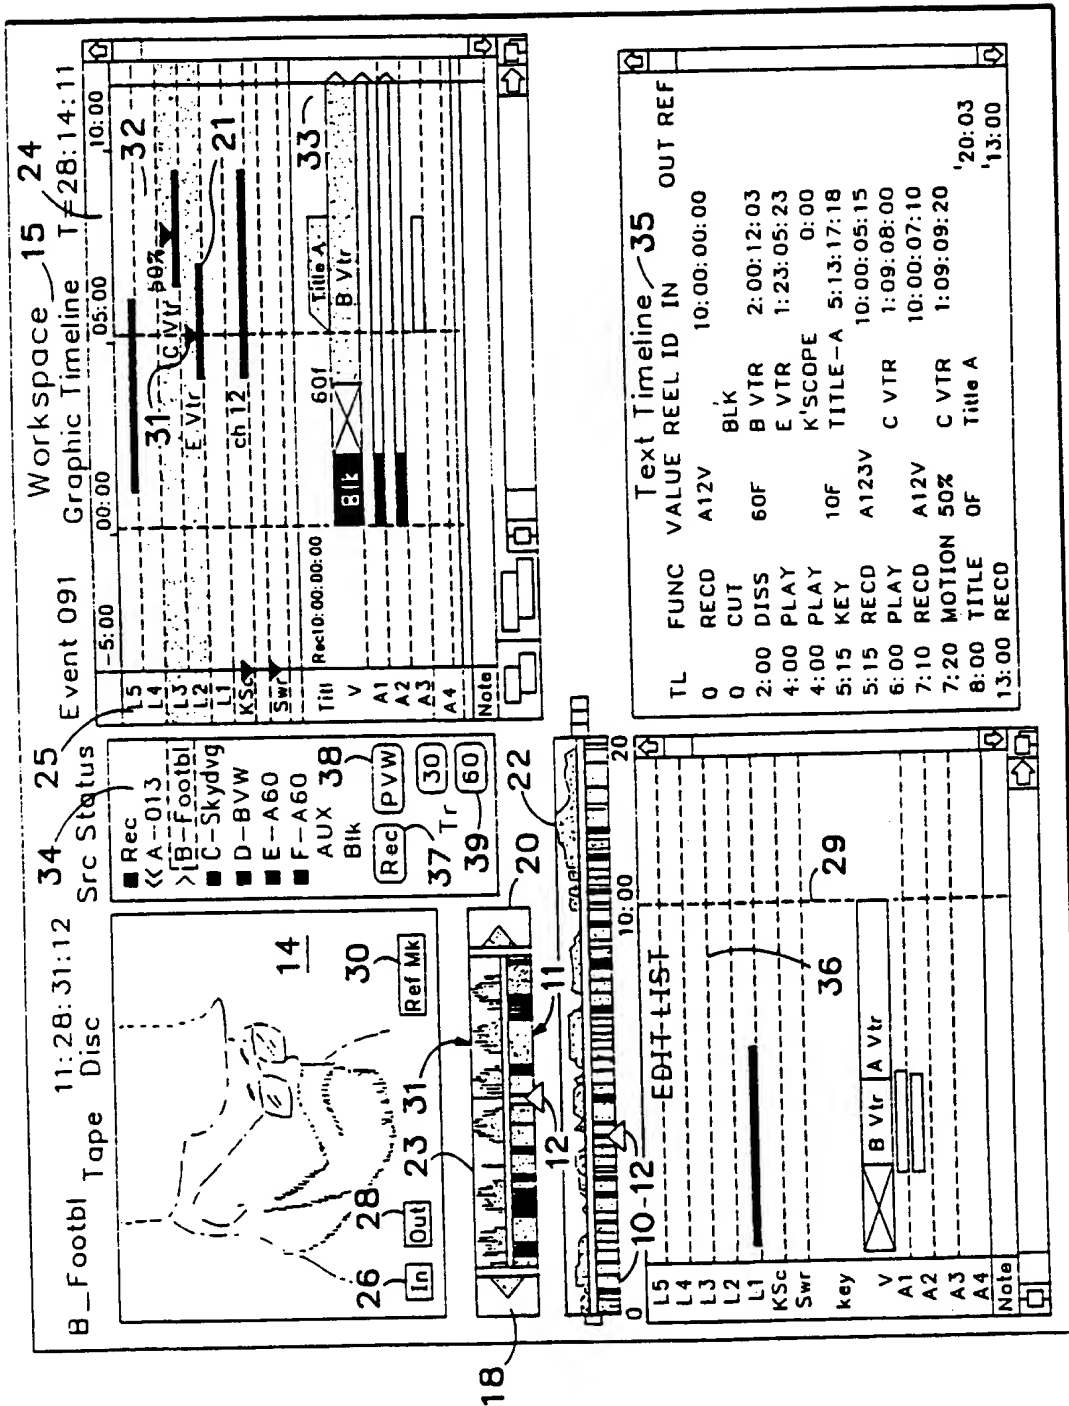 B_Footbl 11:28:31:12
Tape Disc
14
26
In
28
Out
30
Ref Mk
23
31
11
12
18
20
22
34
25
Src Status
Rec
<<A-013
>B-Footbl
C-Skydvg
D-BVW
E-A60
F-A60
AUX
Blk
38
Rec
PVW
37
Tr
30
39
60
Workspace 15
Event 091 Graphic Timeline T=28:14:11
24
-5:00 00:00 05:00 10:00
32
L5
L4
L3
L2
L1
KSc
Swr
31
C Vtr 50%
E Vtr
21
ch 12
33
Rec10:00:00:00
60f
Title A
Titl
V
Blk
B Vtr
A1
A2
A3
A4
Note
10
12
0
10:00
20
EDIT LIST
L5
L4
L3
L2
L1
KSc
Swr
key
V
A1
A2
A3
A4
Note
B Vtr
A Vtr
36
29
Text Timeline 35
TL FUNC VALUE REEL ID IN OUT REF
0 RECD A12V 10:00:00:00
0 CUT BLK
2:00 DISS 60F B VTR 2:00:12:03
4:00 PLAY E VTR 1:23:05:23
4:00 PLAY K'SCOPE 0:00
5:15 KEY 10F TITLE-A 5:13:17:18
5:15 RECD A123V 10:00:05:15
6:00 PLAY C VTR 1:09:08:00
7:10 RECD A12V 10:00:07:10
7:20 MOTION 50% C VTR 1:09:09:20
8:00 TITLE 0F Title A '20:03
13:00 RECD '13:00